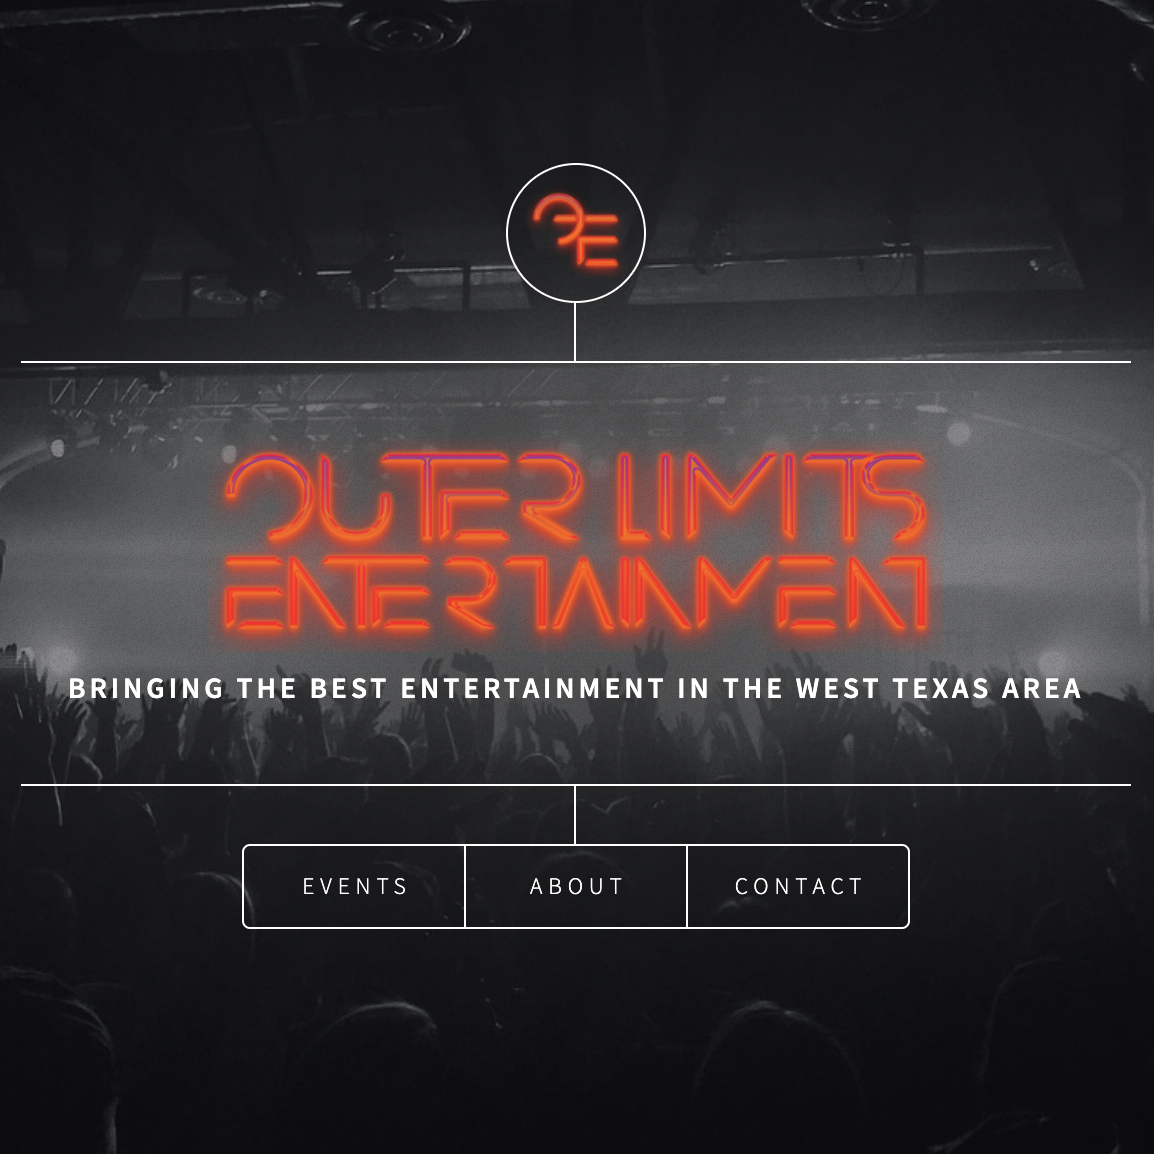 OE
OUTER LIMITS
ENTERTAINMENT
BRINGING THE BEST ENTERTAINMENT IN THE WEST TEXAS AREA
EVENTS ABOUT CONTACT